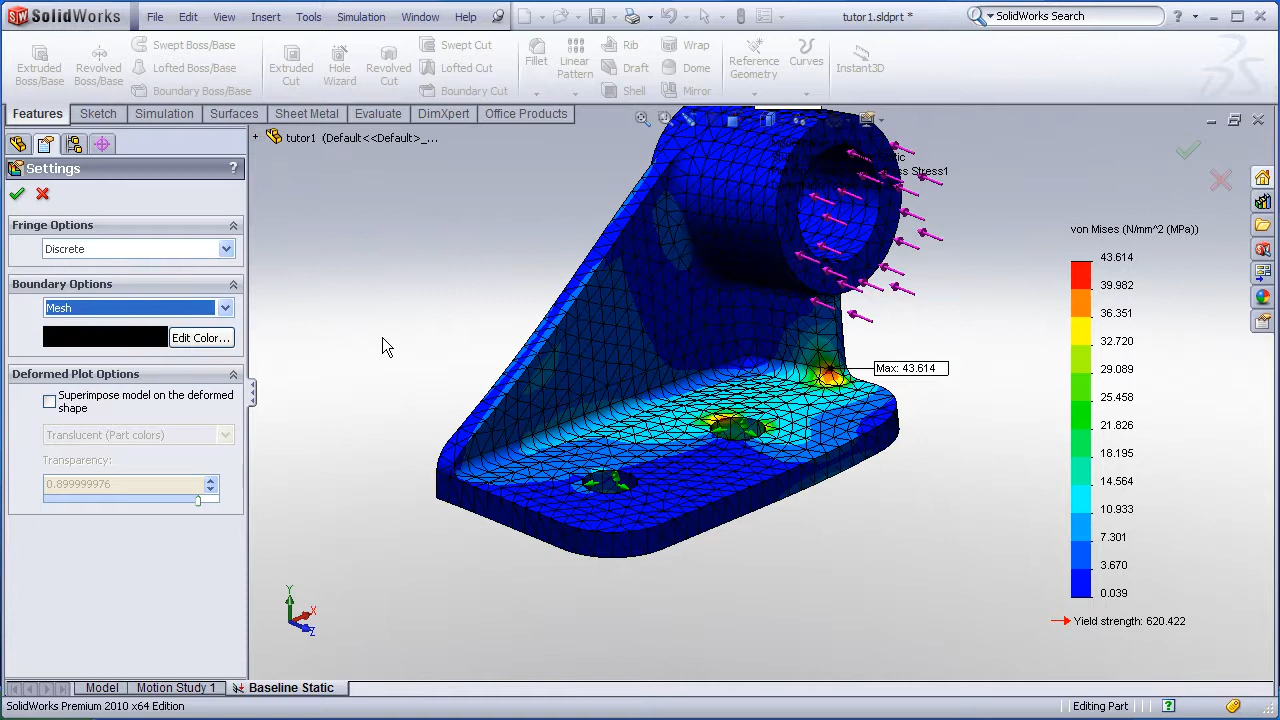 SolidWorks
File Edit View Insert Tools Simulation Window Help
tutor1.sldprt *
SolidWorks Search
Extruded Boss/Base
Revolved Boss/Base
Swept Boss/Base
Lofted Boss/Base
Boundary Boss/Base
Extruded Cut
Hole Wizard
Revolved Cut
Swept Cut
Lofted Cut
Boundary Cut
Fillet
Linear Pattern
Rib
Draft
Shell
Wrap
Dome
Mirror
Reference Geometry
Curves
Instant3D
Features Sketch Simulation Surfaces Sheet Metal Evaluate DimXpert Office Products
Settings ?
Fringe Options
Discrete
Boundary Options
Mesh
Edit Color...
Deformed Plot Options
Superimpose model on the deformed
shape
Translucent (Part colors)
Transparency:
0.899999976
tutor1 (Default<<Default>_...
ss Stress1
Max: 43.614
von Mises (N/mm^2 (MPa))
43.614
39.982
36.351
32.720
29.089
25.458
21.826
18.195
14.564
10.933
7.301
3.670
0.039
Yield strength: 620.422
Y
X
Z
Model Motion Study 1 Baseline Static
SolidWorks Premium 2010 x64 Edition
Editing Part